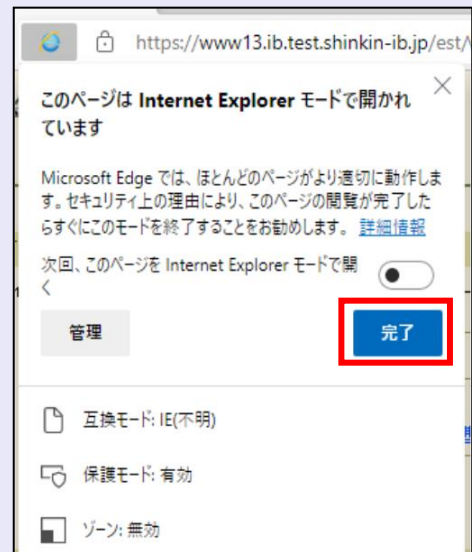 https://www13.ib.test.shinkin-ib.jp/est/
このページは Internet Explorer モードで開かれ
ています
Microsoft Edge では、ほとんどのページがより適切に動作しま
す。セキュリティ上の理由により、このページの閲覧が完了した
らすぐにこのモードを終了することをお勧めします。 詳細情報
次回、このページを Internet Explorer モードで開
く
管理
完了
互換モード: IE(不明)
保護モード: 有効
ゾーン: 無効